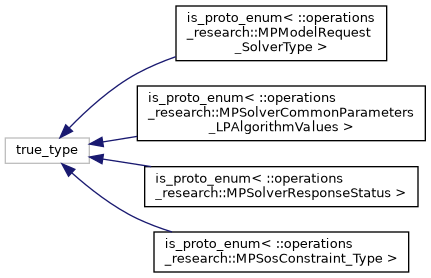 is_proto_enum< ::operations
_research::MPModelRequest
_SolverType >
is_proto_enum< ::operations
_research::MPSolverCommonParameters
_LPAlgorithmValues >
true_type
is_proto_enum< ::operations
_research::MPSolverResponseStatus >
is_proto_enum< ::operations
_research::MPSosConstraint_Type >